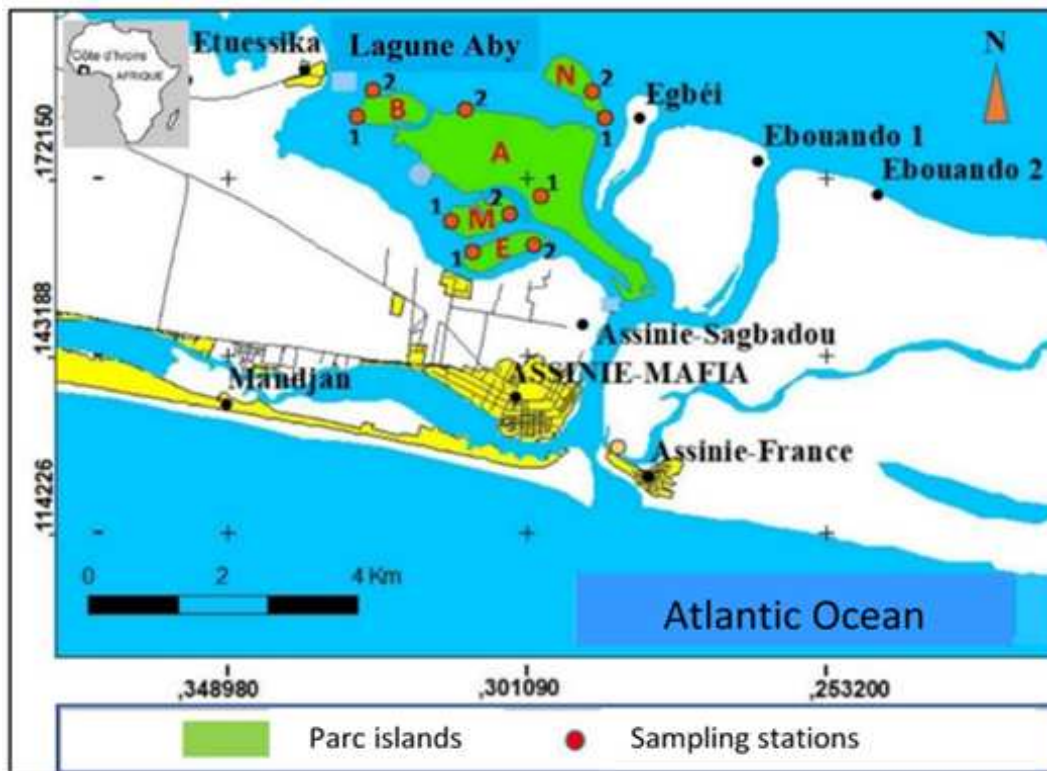 Côte d'Ivoire
AFRIQUE
Etuessika
Lagune Aby
N
N
2
Egbéi
1
2
B
1
2
A
Ebouando 1
Ebouando 2
1
1
M
2
1
E
2
Assinie-Sagbadou
Mandjan
ASSINIE-MAFIA
Assinie-France
,172150
,143188
,114226
0 2 4 Km
Atlantic Ocean
,348980 ,301090 ,253200
Parc islands Sampling stations